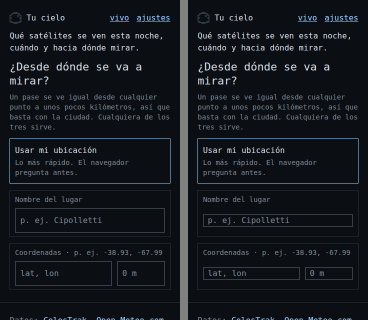 Tu cielo vivo ajustes
Qué satélites se ven esta noche,
cuándo y hacia dónde mirar.
¿Desde dónde se va a
mirar?
Un pase se ve igual desde cualquier
punto a unos pocos kilómetros, así que
basta con la ciudad. Cualquiera de los
tres sirve.
Usar mi ubicación
Lo más rápido. El navegador
pregunta antes.
Nombre del lugar
p. ej. Cipolletti
Coordenadas · p. ej. -38.93, -67.99
lat, lon 0 m
Tu cielo vivo ajustes
Qué satélites se ven esta noche,
cuándo y hacia dónde mirar.
¿Desde dónde se va a
mirar?
Un pase se ve igual desde cualquier
punto a unos pocos kilómetros, así que
basta con la ciudad. Cualquiera de los
tres sirve.
Usar mi ubicación
Lo más rápido. El navegador
pregunta antes.
Nombre del lugar
p. ej. Cipolletti
Coordenadas · p. ej. -38.93, -67.99
lat, lon 0 m